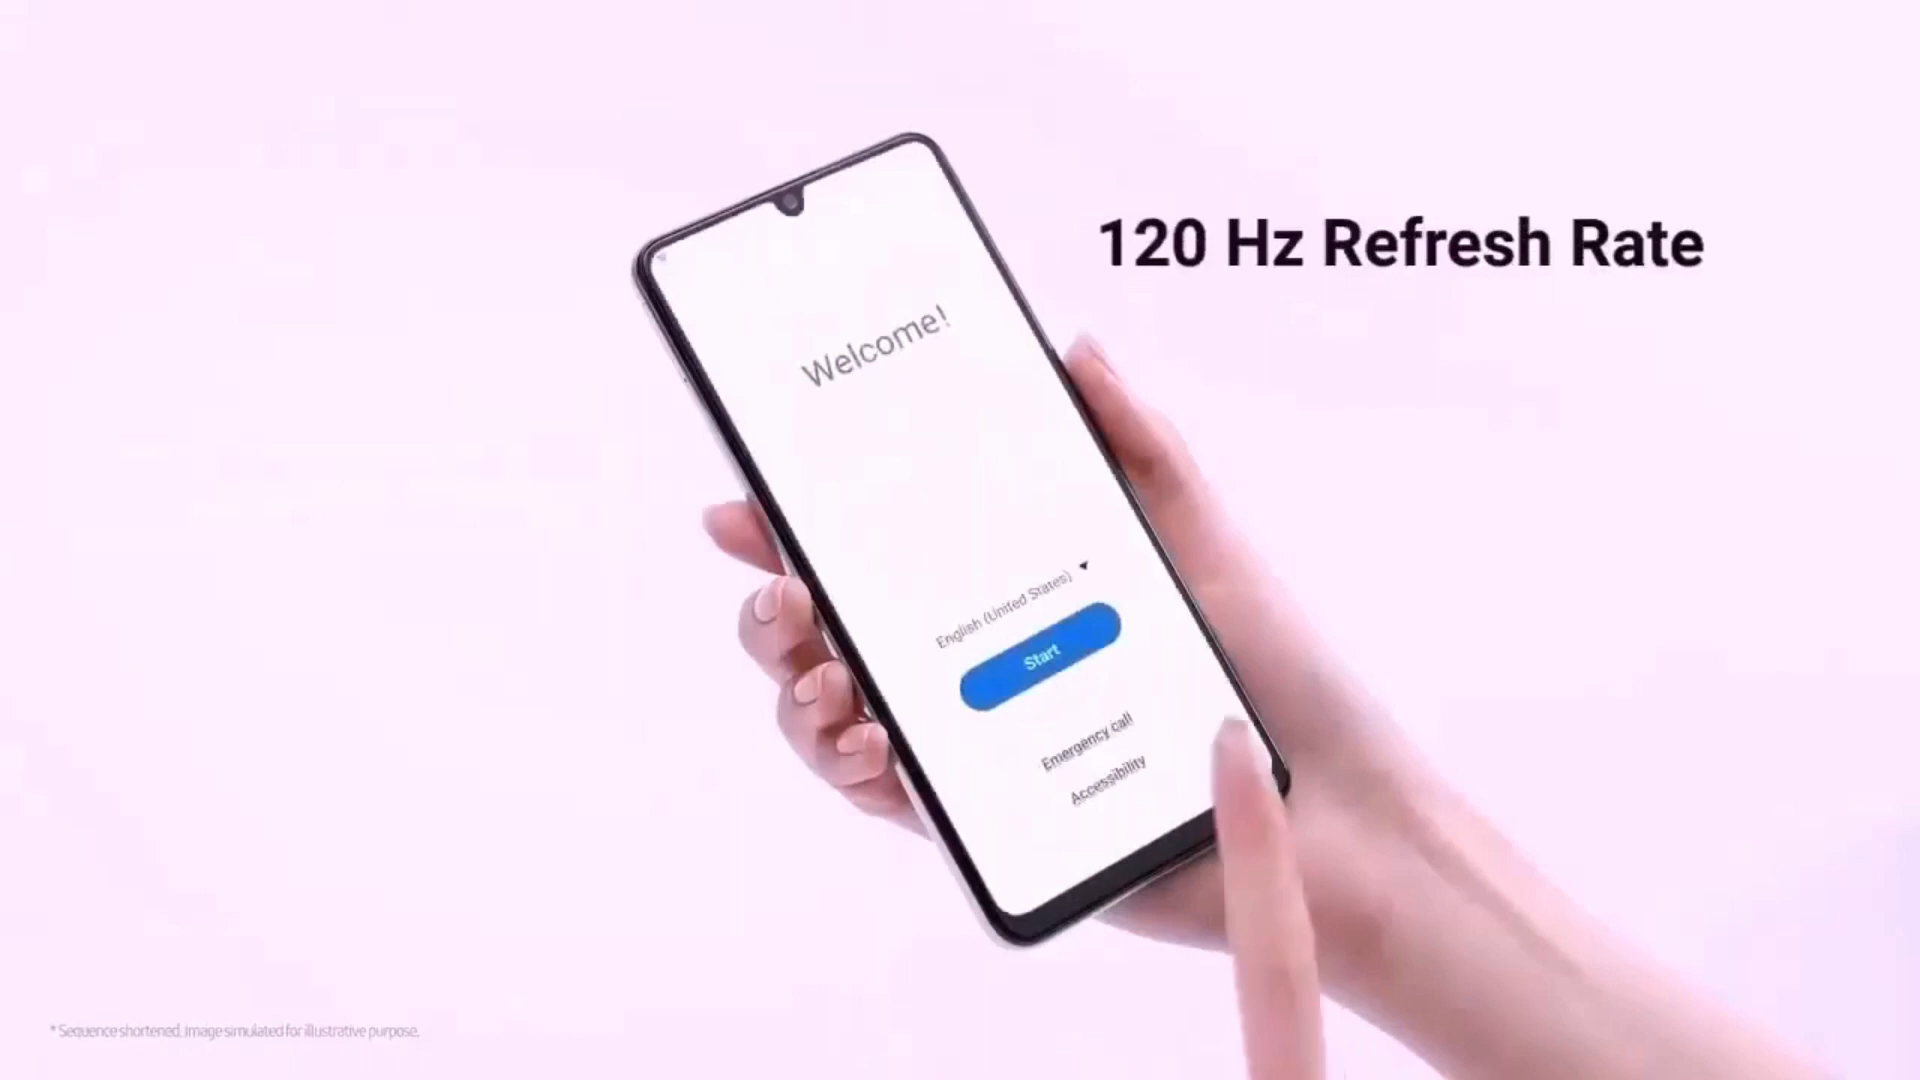 120 Hz Refresh Rate
Welcome!
English (United States)
Start
Emergency call
Accessibility
* Sequence shortened. Image simulated for illustrative purpose.